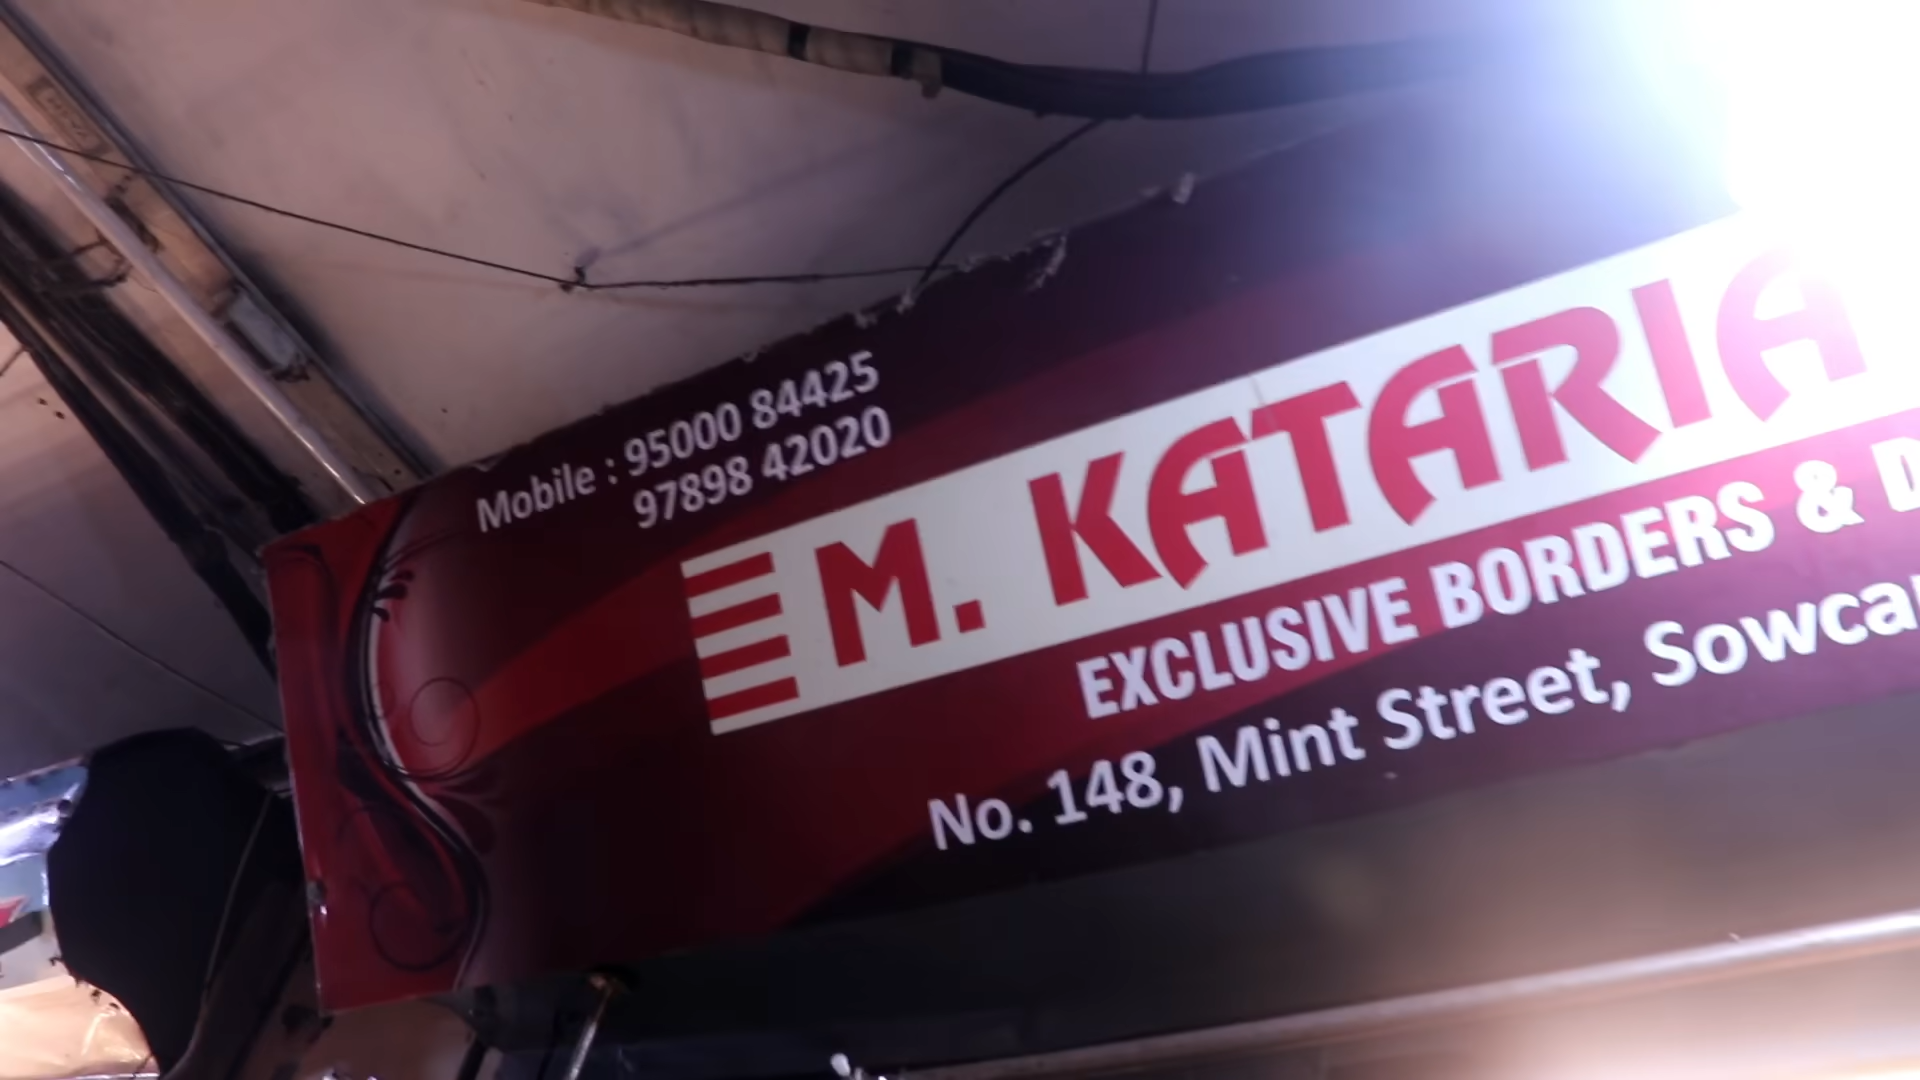 Mobile : 95000 84425
97898 42020
M. KATARIA
EXCLUSIVE BORDERS &
No. 148, Mint Street,